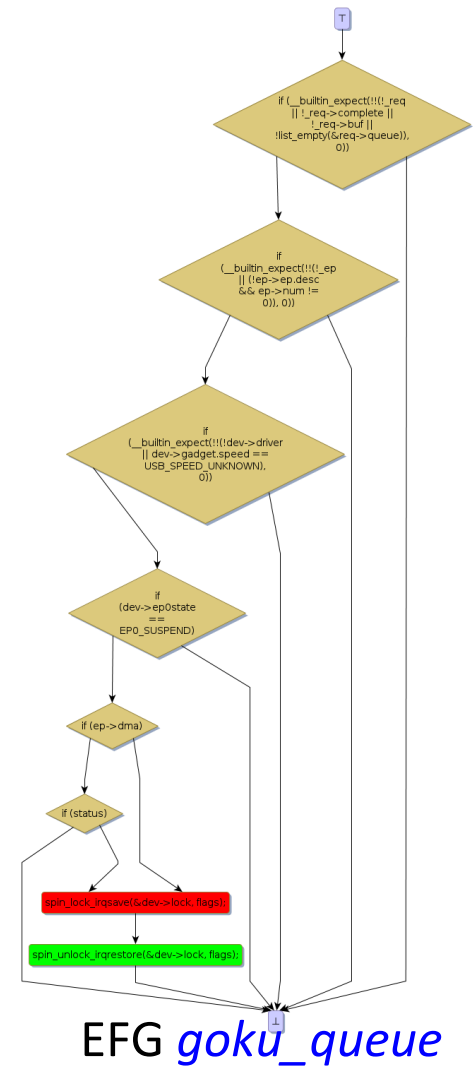 ⊤
if (__builtin_expect(!!(!_req
|| !_req->complete ||
!_req->buf ||
!list_empty(&req->queue)),
0))
if
(__builtin_expect(!!(!_ep
|| (!ep->ep.desc
&& ep->num !=
0)), 0))
if
(__builtin_expect(!!(!dev->driver
|| dev->gadget.speed ==
USB_SPEED_UNKNOWN),
0))
if
(dev->ep0state
==
EP0_SUSPEND)
if (ep->dma)
if (status)
spin_lock_irqsave(&dev->lock, flags);
spin_unlock_irqrestore(&dev->lock, flags);
⊥
EFG goku_queue